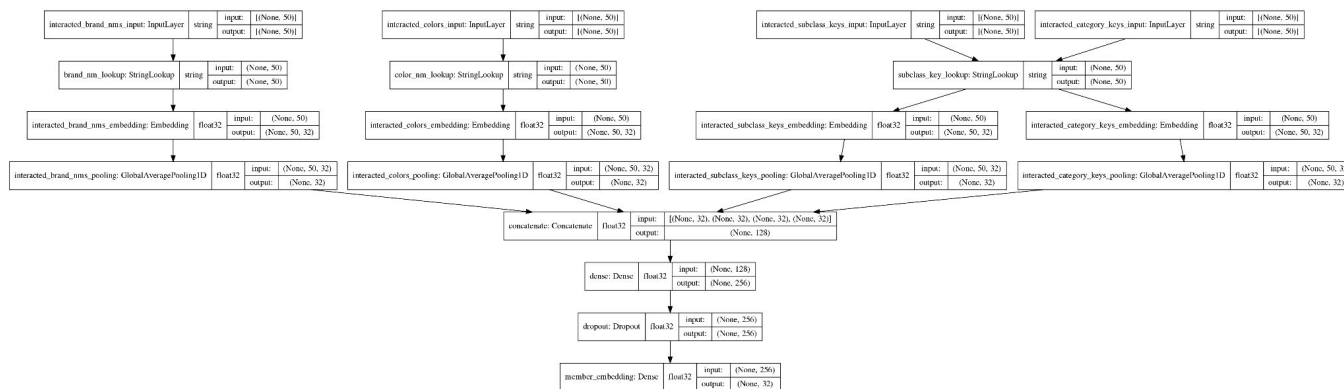 interacted_brand_nms_input: InputLayer string input: [(None, 50)] output: [(None, 50)]
interacted_colors_input: InputLayer string input: [(None, 50)] output: [(None, 50)]
interacted_subclass_keys_input: InputLayer string input: [(None, 50)] output: [(None, 50)]
interacted_category_keys_input: InputLayer string input: [(None, 50)] output: [(None, 50)]
brand_nm_lookup: StringLookup string input: (None, 50) output: (None, 50)
color_nm_lookup: StringLookup string input: (None, 50) output: (None, 50)
subclass_key_lookup: StringLookup string input: (None, 50) output: (None, 50)
interacted_brand_nms_embedding: Embedding float32 input: (None, 50) output: (None, 50, 32)
interacted_colors_embedding: Embedding float32 input: (None, 50) output: (None, 50, 32)
interacted_subclass_keys_embedding: Embedding float32 input: (None, 50) output: (None, 50, 32)
interacted_category_keys_embedding: Embedding float32 input: (None, 50) output: (None, 50, 32)
interacted_brand_nms_pooling: GlobalAveragePooling1D float32 input: (None, 50, 32) output: (None, 32)
interacted_colors_pooling: GlobalAveragePooling1D float32 input: (None, 50, 32) output: (None, 32)
interacted_subclass_keys_pooling: GlobalAveragePooling1D float32 input: (None, 50, 32) output: (None, 32)
interacted_category_keys_pooling: GlobalAveragePooling1D float32 input: (None, 50, 32) output: (None, 32)
concatenate: Concatenate float32 input: [(None, 32), (None, 32), (None, 32), (None, 32)] output: (None, 128)
dense: Dense float32 input: (None, 128) output: (None, 256)
dropout: Dropout float32 input: (None, 256) output: (None, 256)
member_embedding: Dense float32 input: (None, 256) output: (None, 32)